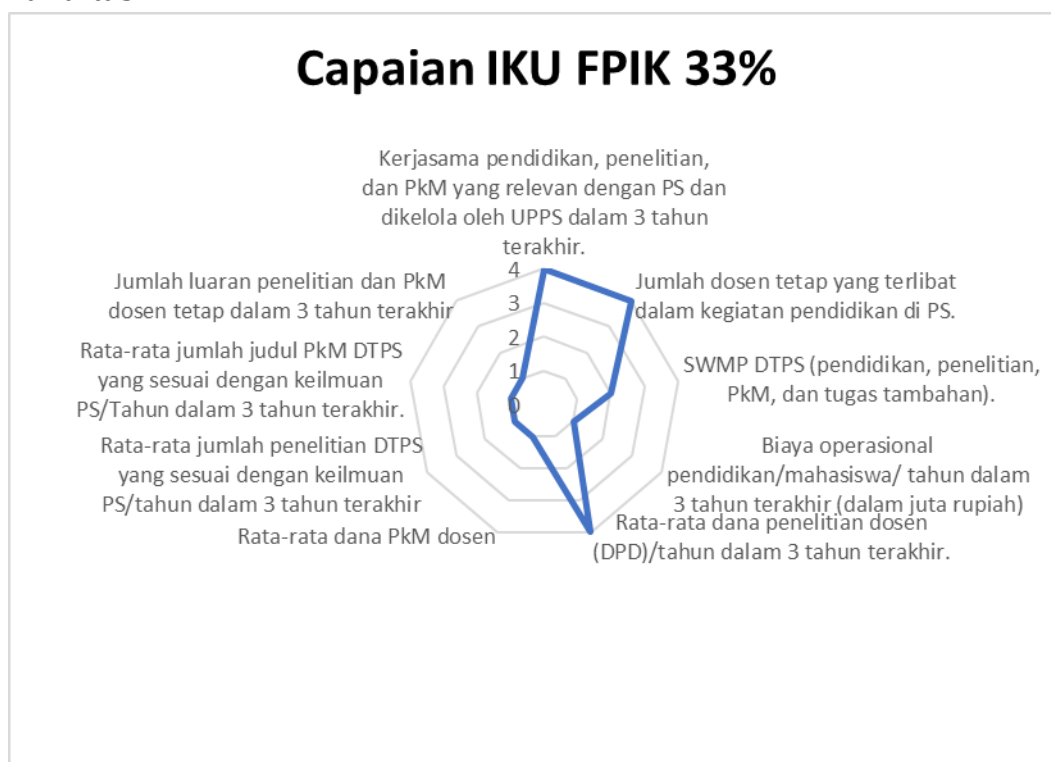 Capaian IKU FPIK 33%
Kerjasama pendidikan, penelitian,
dan PkM yang relevan dengan PS dan
dikelola oleh UPPS dalam 3 tahun
terakhir.
Jumlah dosen tetap yang terlibat
dalam kegiatan pendidikan di PS.
SWMP DTPS (pendidikan, penelitian,
PkM, dan tugas tambahan).
Biaya operasional
pendidikan/mahasiswa/ tahun dalam
3 tahun terakhir (dalam juta rupiah)
Rata-rata dana penelitian dosen
(DPD)/tahun dalam 3 tahun terakhir.
Rata-rata dana PkM dosen
Rata-rata jumlah penelitian DTPS
yang sesuai dengan keilmuan
PS/tahun dalam 3 tahun terakhir
Rata-rata jumlah judul PkM DTPS
yang sesuai dengan keilmuan
PS/Tahun dalam 3 tahun terakhir.
Jumlah luaran penelitian dan PkM
dosen tetap dalam 3 tahun terakhir
4
3
2
1
0